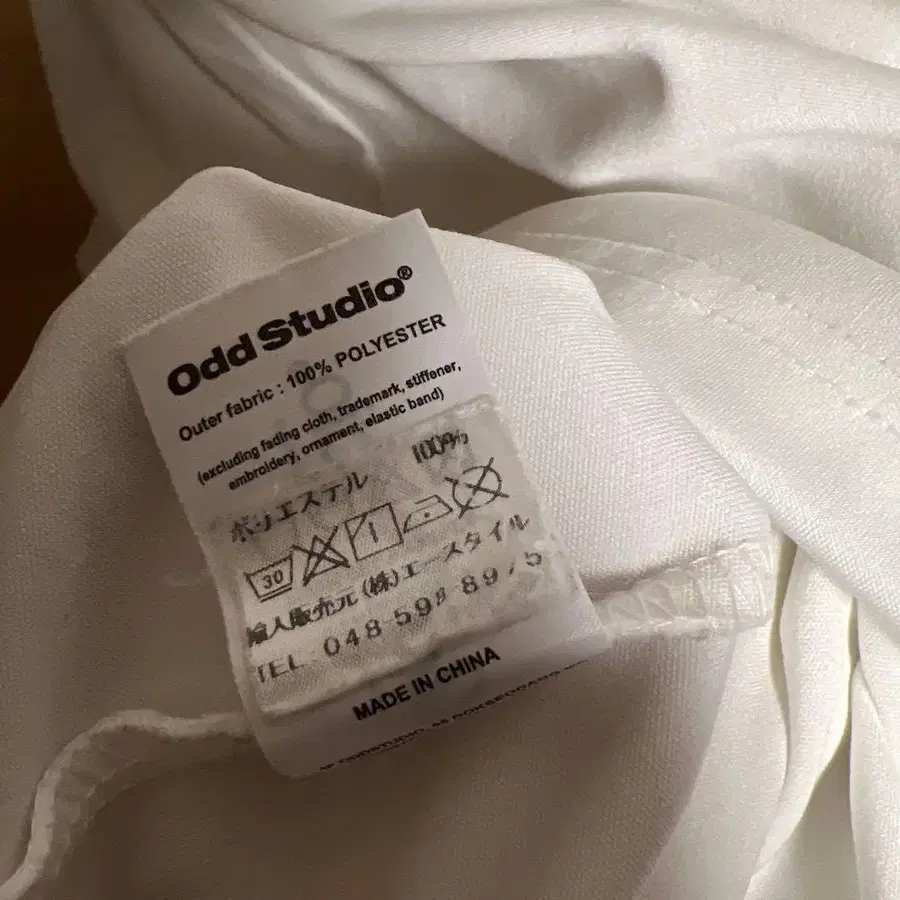 Odd Studio®
Outer fabric : 100% POLYESTER
(excluding fading cloth, trademark, stiffener,
embroidery, ornament, elastic band)
ポリエステル 100%
30
輸入販売元 (株)エースタイル
TEL 048-598-8975
MADE IN CHINA